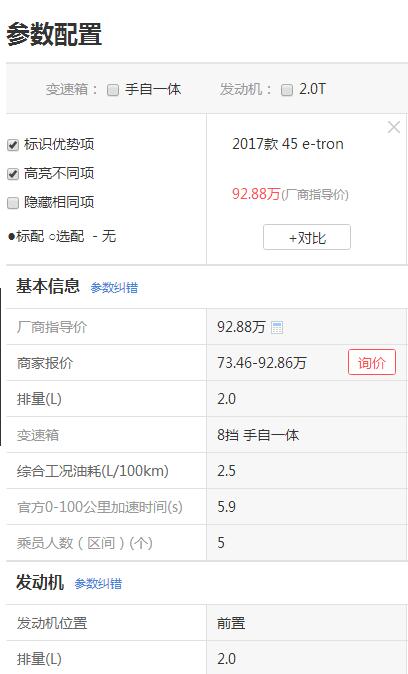 参数配置
变速箱： 手自一体 发动机： 2.0T
标识优势项
高亮不同项
隐藏相同项
●标配 ○选配 - 无
2017款 45 e-tron
92.88万(厂商指导价)
+对比
基本信息 参数纠错
厂商指导价 92.88万
商家报价 73.46-92.86万 询价
排量(L) 2.0
变速箱 8挡 手自一体
综合工况油耗(L/100km) 2.5
官方0-100公里加速时间(s) 5.9
乘员人数（区间）(个) 5
发动机 参数纠错
发动机位置 前置
排量(L) 2.0